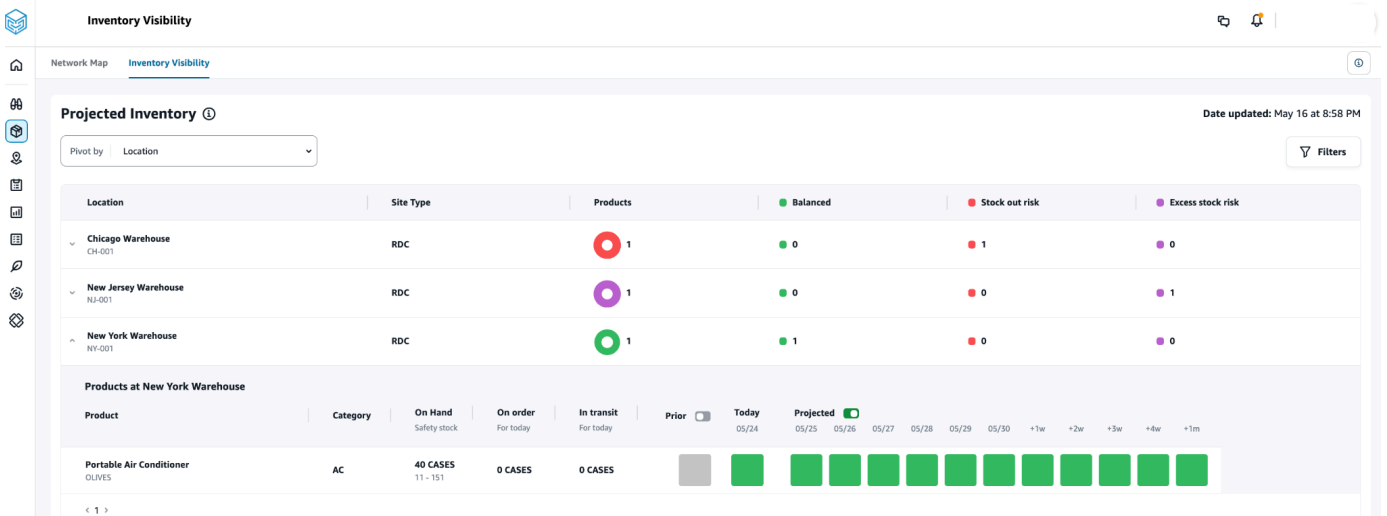 Inventory Visibility
Network Map Inventory Visibility
Projected Inventory
Date updated: May 16 at 8:58 PM
Pivot by Location
Filters
Location Site Type Products Balanced Stock out risk Excess stock risk
Chicago Warehouse RDC 1 0 1 0
CH-001
New Jersey Warehouse RDC 1 0 0 1
NJ-001
New York Warehouse RDC 1 1 0 0
NY-001
Products at New York Warehouse
Product Category On Hand On order In transit Prior Today Projected
Safety stock For today For today 05/24 05/25 05/26 05/27 05/28 05/29 05/30 +1w +2w +3w +4w +1m
Portable Air Conditioner AC 40 CASES 0 CASES 0 CASES
OLIVES 11 - 151
< 1 >